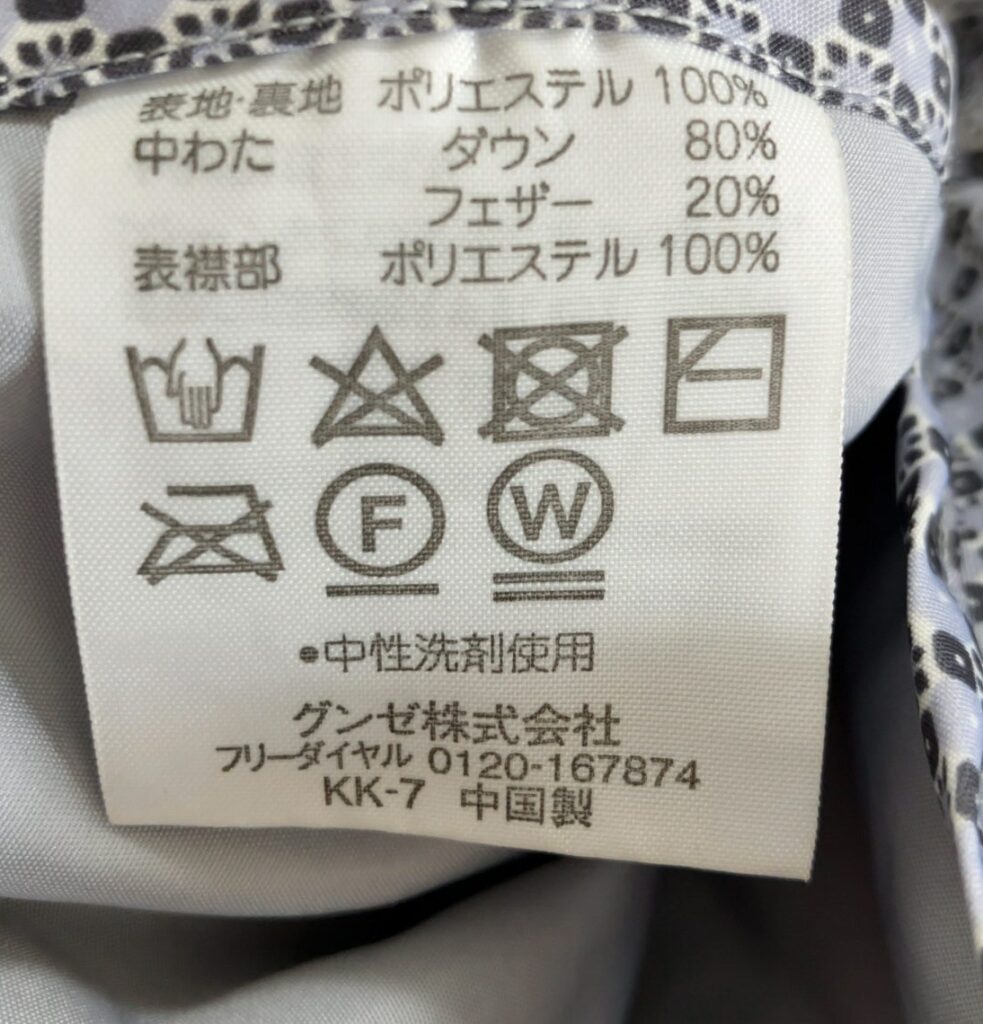 表地・裏地 ポリエステル 100%
中わた ダウン 80%
フェザー 20%
表襟部 ポリエステル 100%
F W
•中性洗剤使用
グンゼ株式会社
フリーダイヤル 0120-167874
KK-7 中国製